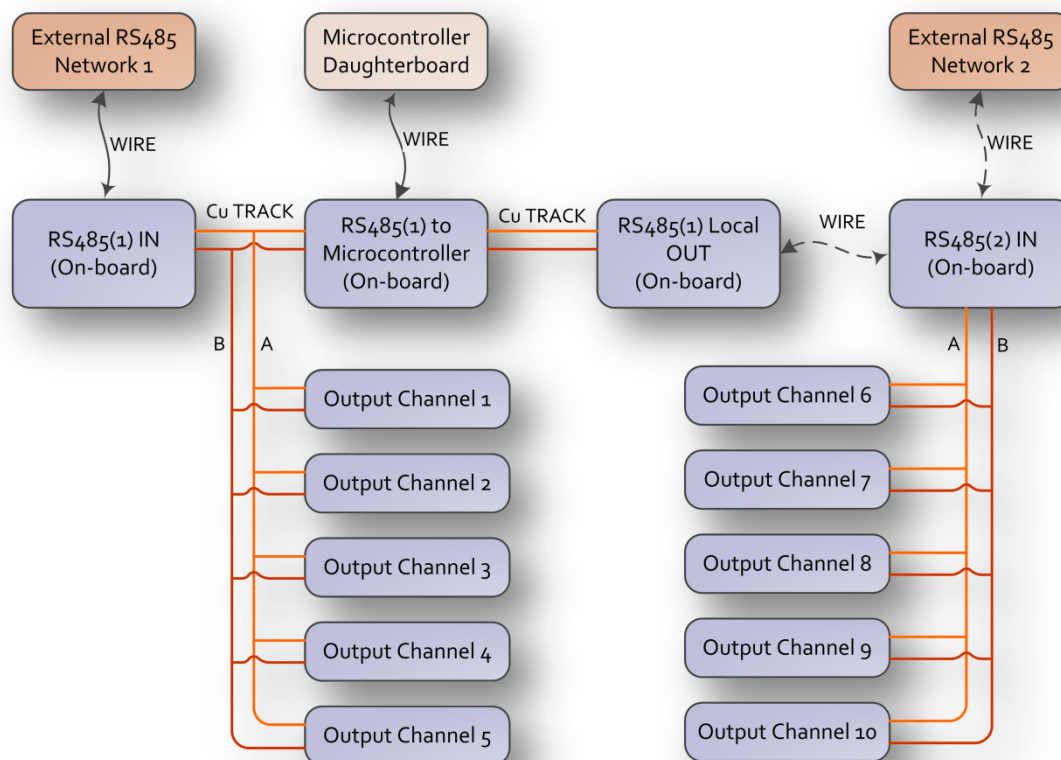 External RS485
Network 1
Microcontroller
Daughterboard
External RS485
Network 2
WIRE
WIRE
WIRE
Cu TRACK
Cu TRACK
WIRE
RS485(1) IN
(On-board)
RS485(1) to
Microcontroller
(On-board)
RS485(1) Local
OUT
(On-board)
RS485(2) IN
(On-board)
B
A
A
B
Output Channel 1
Output Channel 2
Output Channel 3
Output Channel 4
Output Channel 5
Output Channel 6
Output Channel 7
Output Channel 8
Output Channel 9
Output Channel 10